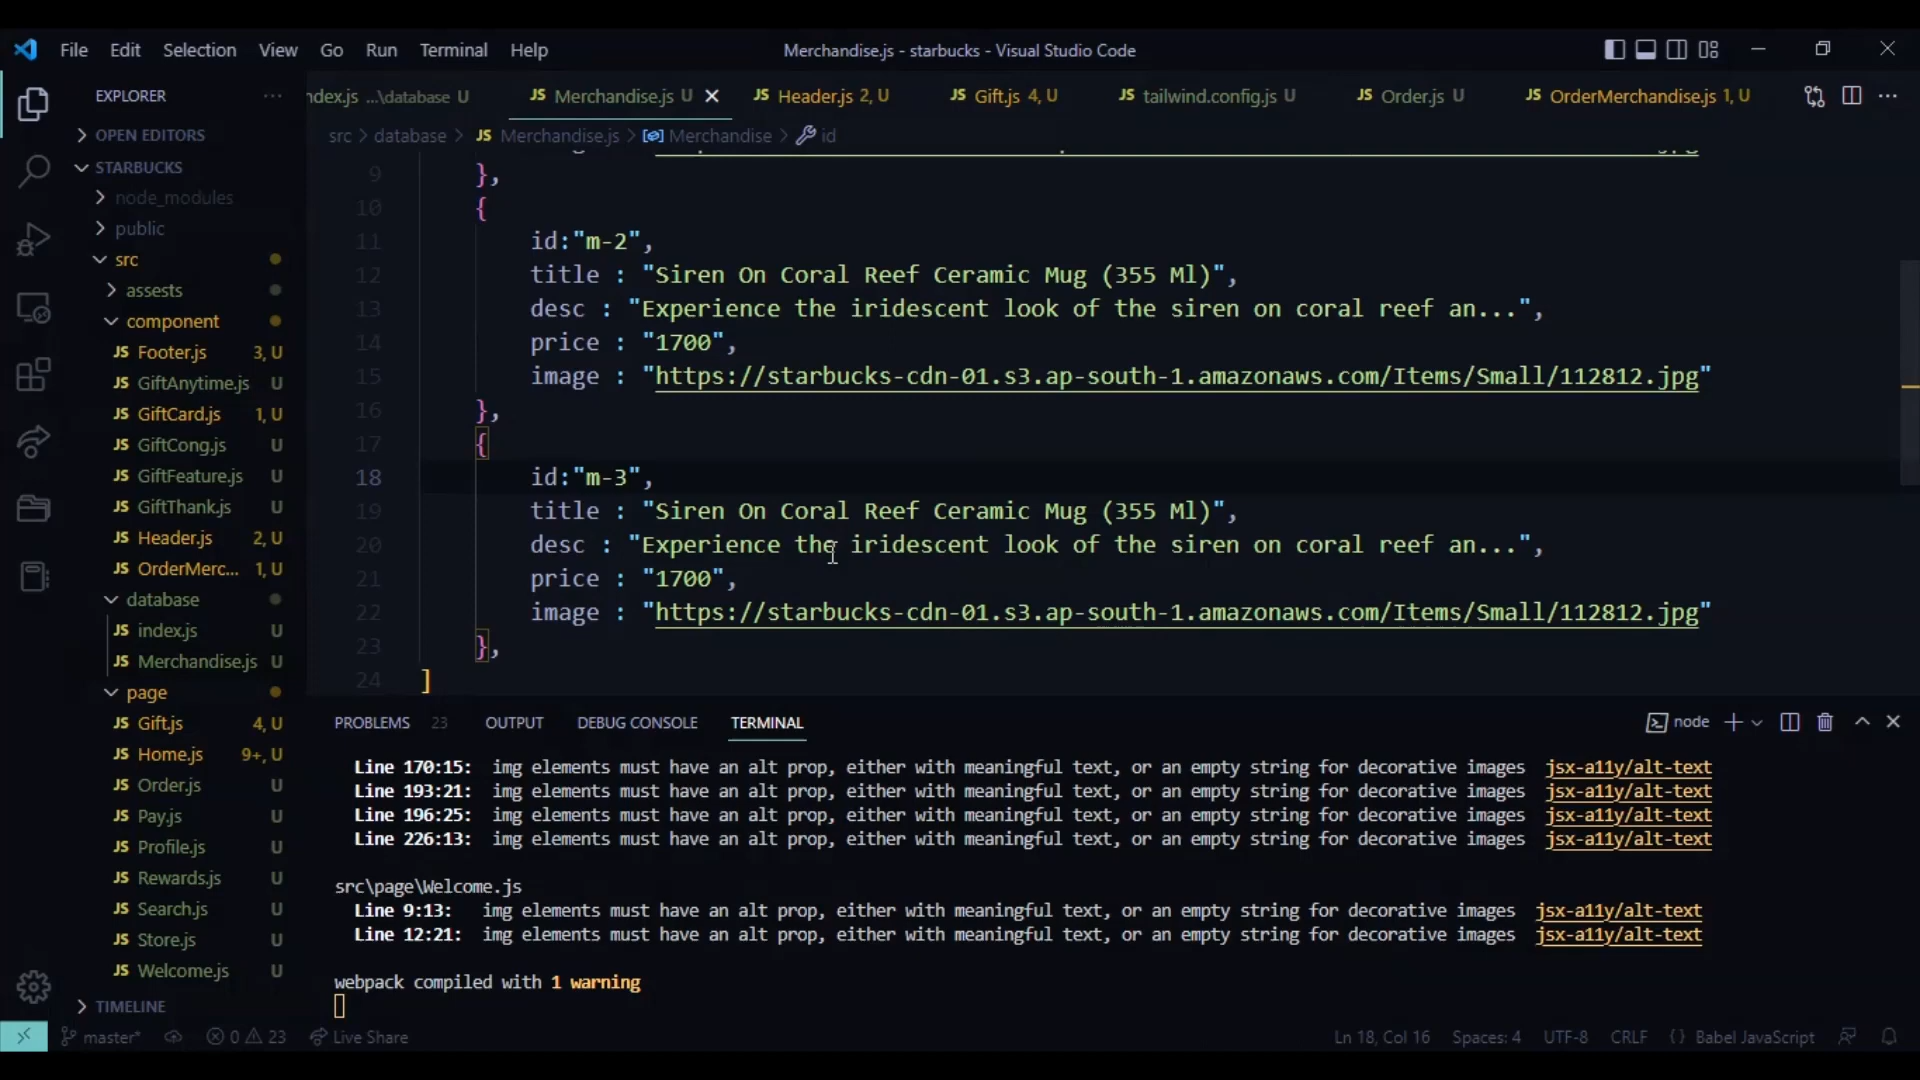 File Edit Selection View Go Run Terminal Help
Merchandise.js - starbucks - Visual Studio Code
EXPLORER
OPEN EDITORS
STARBUCKS
node_modules
public
src
assests
component
JS Footer.js 3, U
JS GiftAnytime.js U
JS GiftCard.js 1, U
JS GiftCong.js U
JS GiftFeature.js U
JS GiftThank.js U
JS Header.js 2, U
JS OrderMerc... 1, U
database
JS index.js U
JS Merchandise.js U
page
JS Gift.js 4, U
JS Home.js 9+, U
JS Order.js U
JS Pay.js U
JS Profile.js U
JS Rewards.js U
JS Search.js U
JS Store.js U
JS Welcome.js U
TIMELINE
ndex.js ...\database U JS Merchandise.js U JS Header.js 2, U JS Gift.js 4, U JS tailwind.config.js U JS Order.js U JS OrderMerchandise.js 1, U
src > database > JS Merchandise.js > Merchandise > id
9 },
10 {
11 id:"m-2",
12 title : "Siren On Coral Reef Ceramic Mug (355 Ml)",
13 desc : "Experience the iridescent look of the siren on coral reef an...",
14 price : "1700",
15 image : "https://starbucks-cdn-01.s3.ap-south-1.amazonaws.com/Items/Small/112812.jpg"
16 },
17 {
18 id:"m-3",
19 title : "Siren On Coral Reef Ceramic Mug (355 Ml)",
20 desc : "Experience the iridescent look of the siren on coral reef an...",
21 price : "1700",
22 image : "https://starbucks-cdn-01.s3.ap-south-1.amazonaws.com/Items/Small/112812.jpg"
23 },
24 ]
PROBLEMS 23 OUTPUT DEBUG CONSOLE TERMINAL node
Line 170:15: img elements must have an alt prop, either with meaningful text, or an empty string for decorative images jsx-a11y/alt-text
Line 193:21: img elements must have an alt prop, either with meaningful text, or an empty string for decorative images jsx-a11y/alt-text
Line 196:25: img elements must have an alt prop, either with meaningful text, or an empty string for decorative images jsx-a11y/alt-text
Line 226:13: img elements must have an alt prop, either with meaningful text, or an empty string for decorative images jsx-a11y/alt-text
src\page\Welcome.js
Line 9:13: img elements must have an alt prop, either with meaningful text, or an empty string for decorative images jsx-a11y/alt-text
Line 12:21: img elements must have an alt prop, either with meaningful text, or an empty string for decorative images jsx-a11y/alt-text
webpack compiled with 1 warning
master* 0 23 Live Share Ln 18, Col 16 Spaces: 4 UTF-8 CRLF {} Babel JavaScript